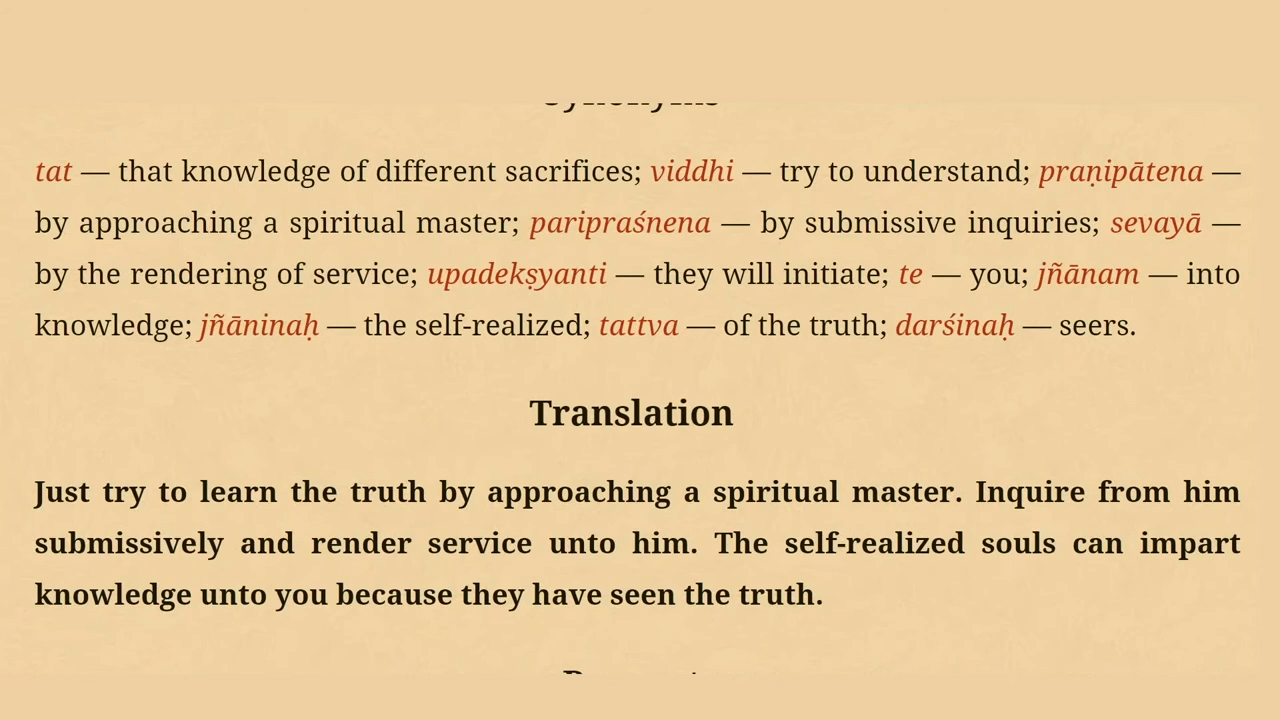 tat — that knowledge of different sacrifices; viddhi — try to understand; praṇipātena —
by approaching a spiritual master; paripraśnena — by submissive inquiries; sevayā —
by the rendering of service; upadekṣyanti — they will initiate; te — you; jñānam — into
knowledge; jñāninaḥ — the self-realized; tattva — of the truth; darśinaḥ — seers.
Translation
Just try to learn the truth by approaching a spiritual master. Inquire from him
submissively and render service unto him. The self-realized souls can impart
knowledge unto you because they have seen the truth.